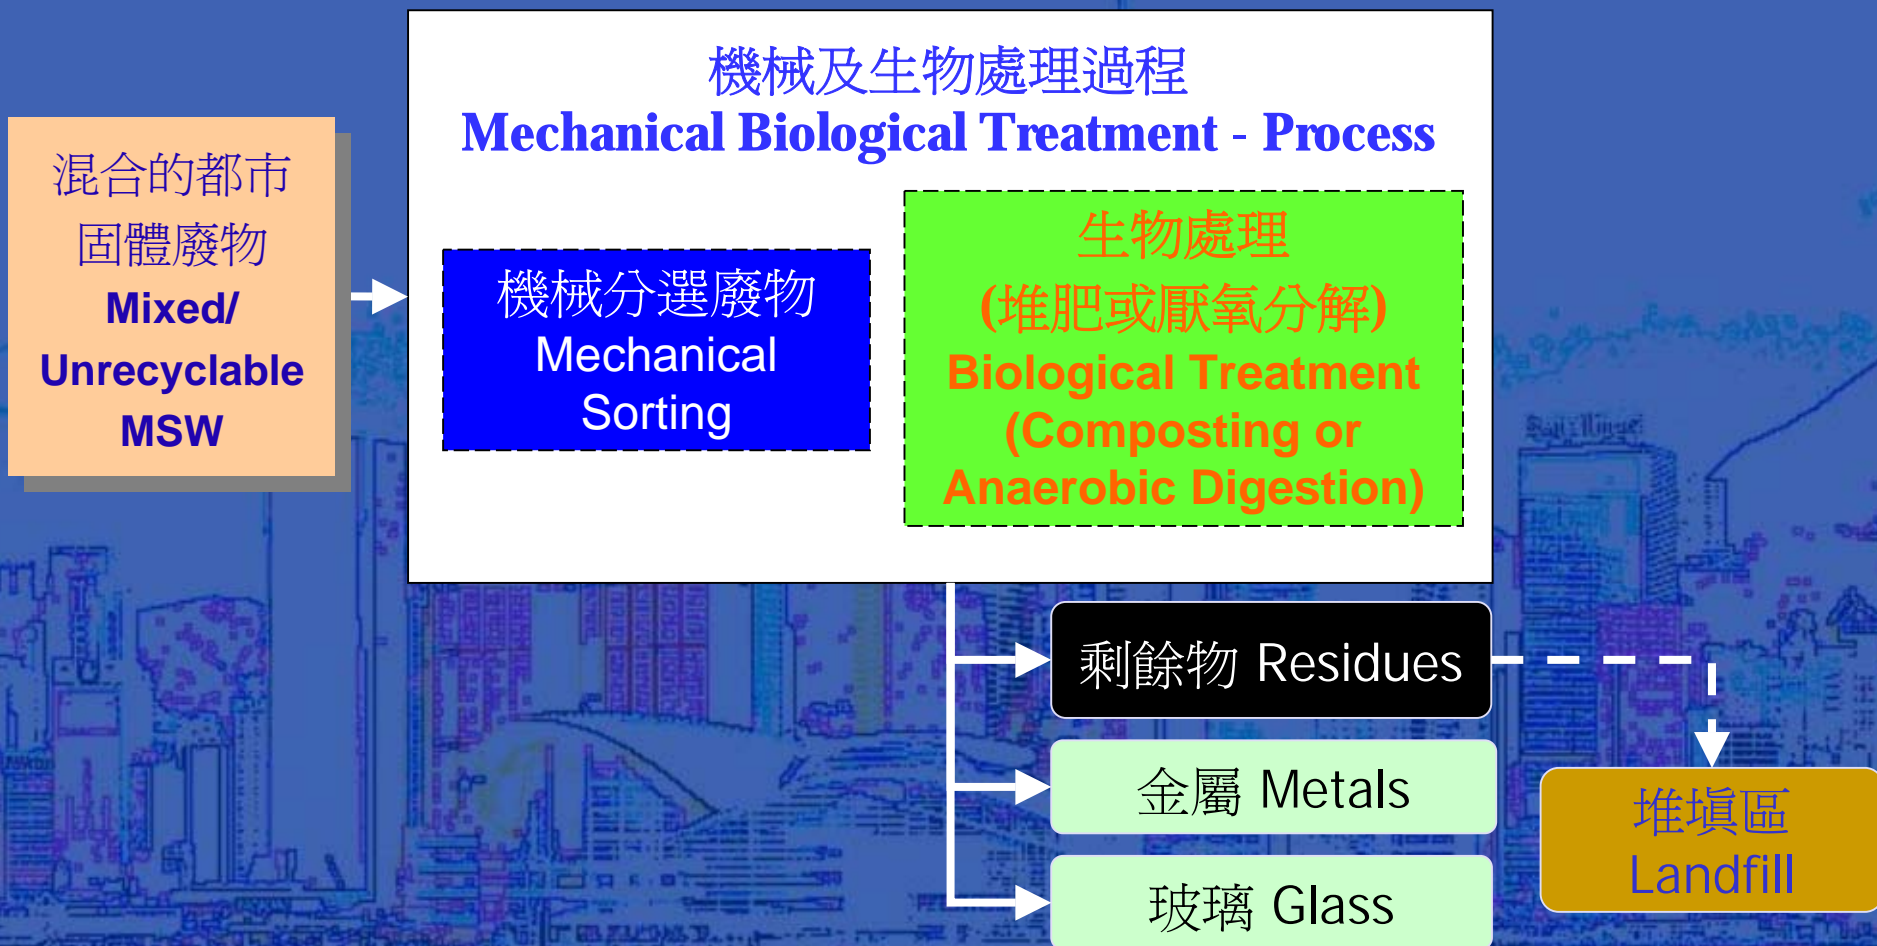 機械及生物處理過程
Mechanical Biological Treatment - Process
混合的都市
固體廢物
Mixed/
Unrecyclable
MSW
機械分選廢物
Mechanical
Sorting
生物處理
(堆肥或厭氧分解)
Biological Treatment
(Composting or
Anaerobic Digestion)
剩餘物 Residues
金屬 Metals
玻璃 Glass
堆填區
Landfill